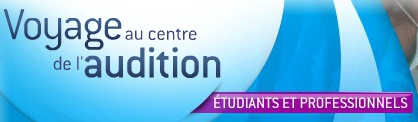 Voyage au centre
de l'audition
ÉTUDIANTS ET PROFESSIONNELS